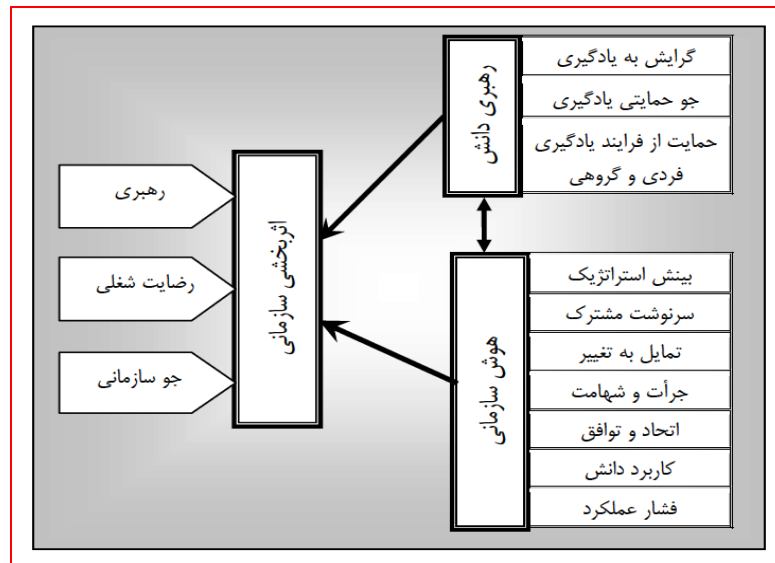 رهبری دانش
گرایش به یادگیری
جو حمایتی یادگیری
حمایت از فرایند یادگیری
فردی و گروهی
هوش سازمانی
بینش استراتژیک
سرنوشت مشترک
تمایل به تغییر
جرأت و شهامت
اتحاد و توافق
کاربرد دانش
فشار عملکرد
اثربخشی سازمانی
رهبری
رضایت شغلی
جو سازمانی